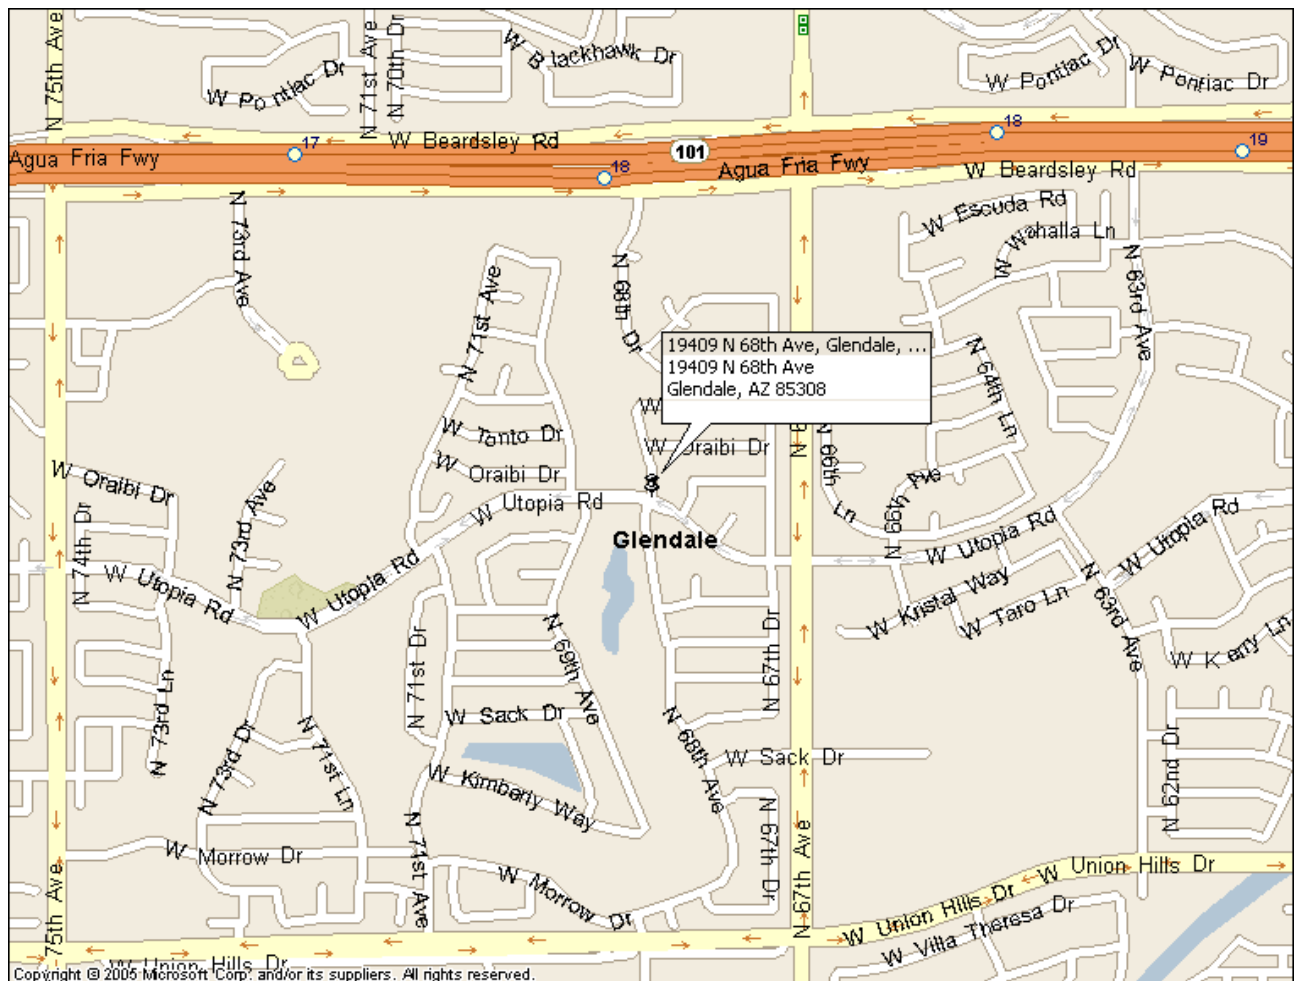 N 75th Ave
W Pontiac Dr
N 71st Ave
N 70th Dr
W Blackhawk Dr
W Pontiac Dr
W Pontiac Dr
Agua Fria Fwy
17
W Beardsley Rd
18
101
Agua Fria Fwy
18
19
W Beardsley Rd
N 73rd Ave
N 71st Ave
N 68th Dr
W Escuda Rd
W Wahalla Ln
N 63rd Ave
19409 N 68th Ave, Glendale, ...
19409 N 68th Ave
Glendale, AZ 85308
N 64th Ln
W
W Tonto Dr
W Oraibi Dr
W Oraibi Dr
W Oraibi Dr
N 73rd Ave
N 74th Dr
W Utopia Rd
N 66th Ln
N 66th Ave
Glendale
W Utopia Rd
W Utopia Rd
W Utopia Rd
W Utopia Rd
W Kristal Way
W Taro Ln
N 63rd Ave
W Kerry Ln
N 71st Dr
N 69th Ave
N 67th Dr
N 73rd Ln
W Sack Dr
N 68th Ave
W Sack Dr
N 73rd Dr
N 71st Ln
W Kimberly Way
N 62nd Dr
W Morrow Dr
N 71st Ave
W Morrow Dr
N 67th Dr
N 67th Ave
W Union Hills Dr
W Union Hills Dr
W Villa Theresa Dr
75th Ave
W Union Hills Dr
Copyright © 2005 Microsoft Corp. and/or its suppliers. All rights reserved.